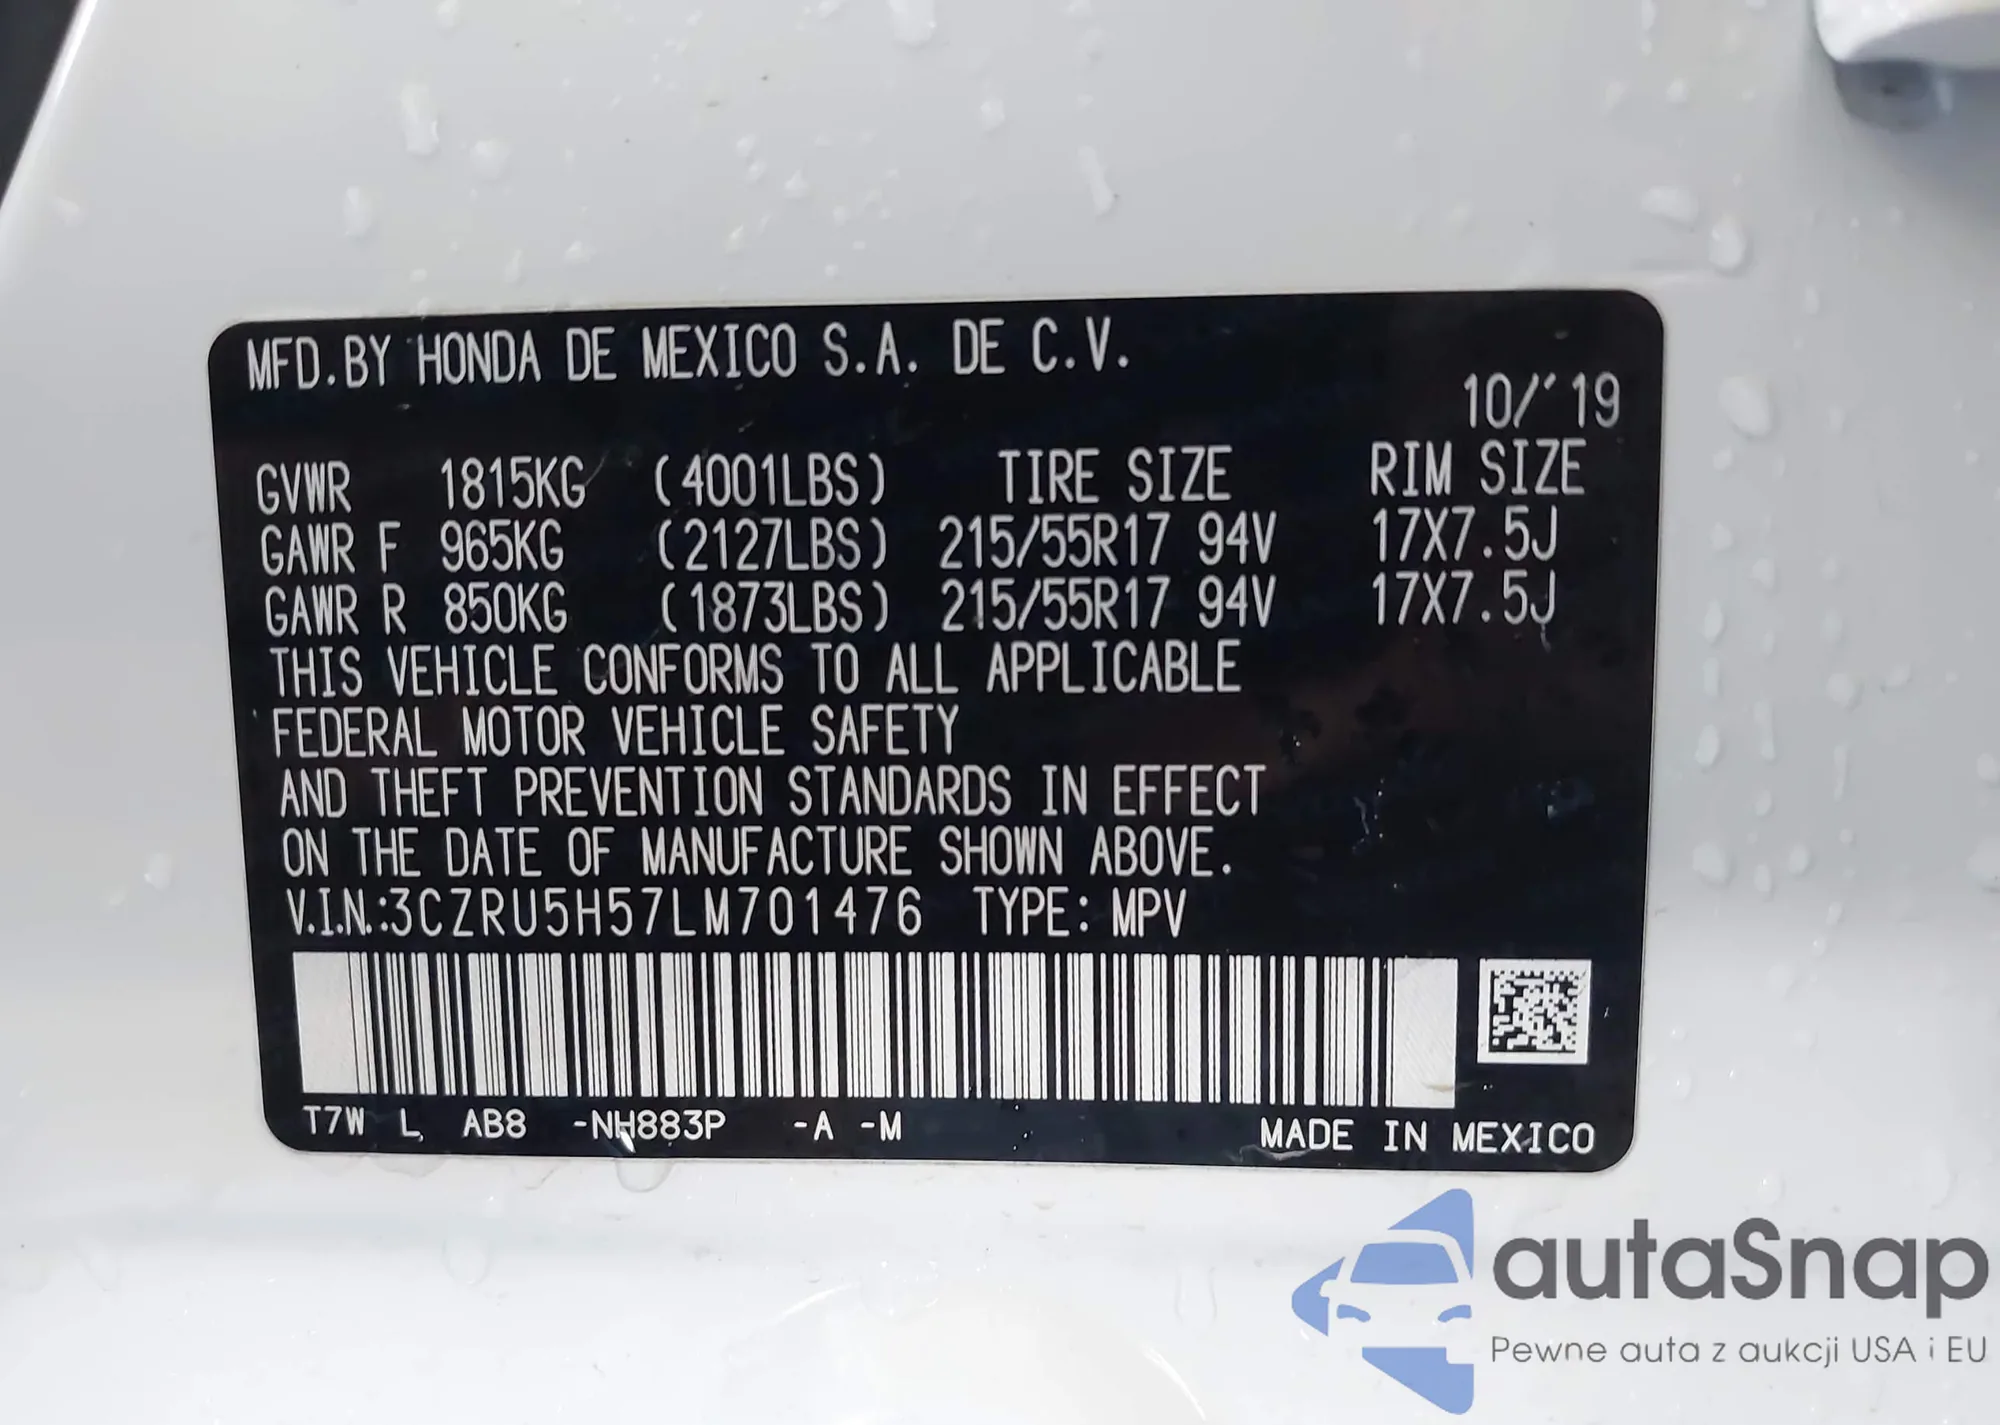 MFD.BY HONDA DE MEXICO S.A. DE C.V.
10/'19
GVWR 1815KG (4001LBS) TIRE SIZE RIM SIZE
GAWR F 965KG (2127LBS) 215/55R17 94V 17X7.5J
GAWR R 850KG (1873LBS) 215/55R17 94V 17X7.5J
THIS VEHICLE CONFORMS TO ALL APPLICABLE
FEDERAL MOTOR VEHICLE SAFETY
AND THEFT PREVENTION STANDARDS IN EFFECT
ON THE DATE OF MANUFACTURE SHOWN ABOVE.
V.I.N.:3CZRU5H57LM701476 TYPE: MPV
T7W L AB8 -NH883P -A -M MADE IN MEXICO
autaSnap
Pewne auta z aukcji USA i EU